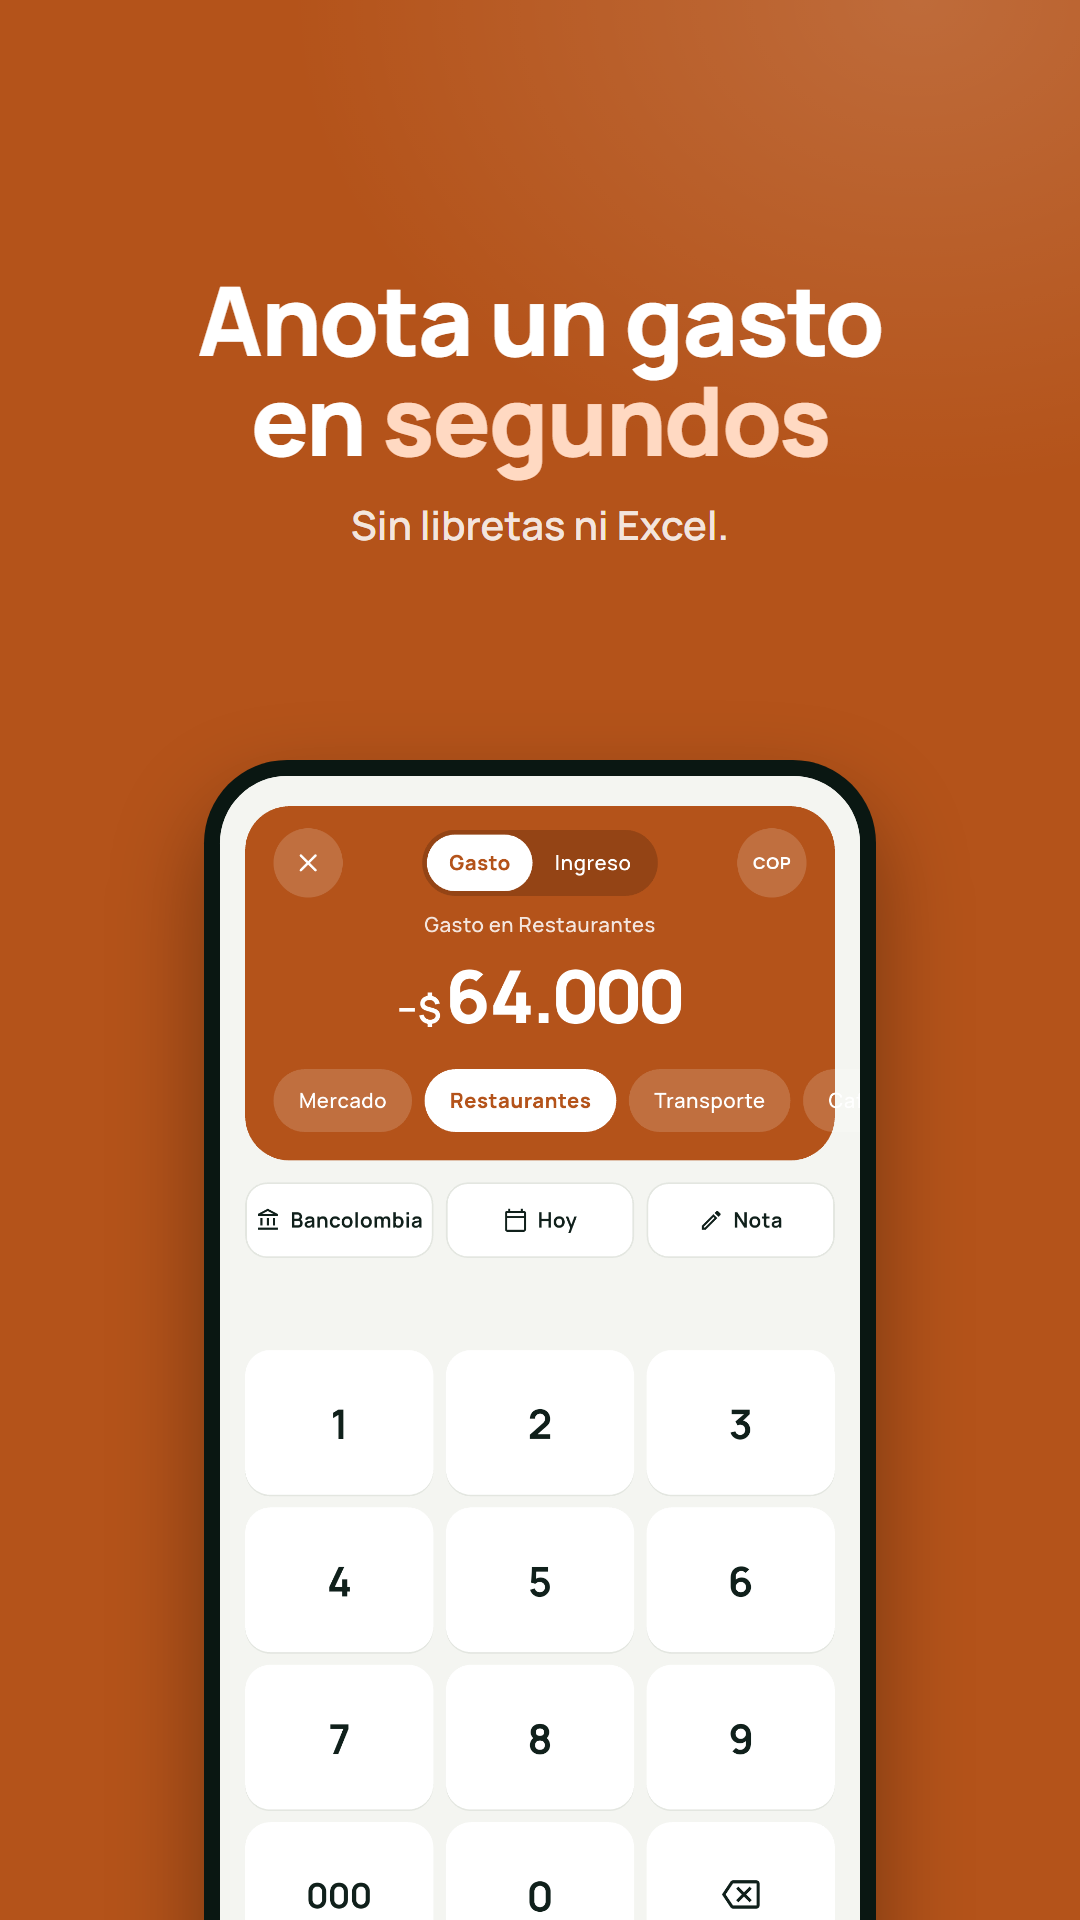 Anota un gasto
en segundos
Sin libretas ni Excel.
Gasto Ingreso COP
Gasto en Restaurantes
-$64.000
Mercado Restaurantes Transporte
Bancolombia Hoy Nota
1 2 3
4 5 6
7 8 9
000 0